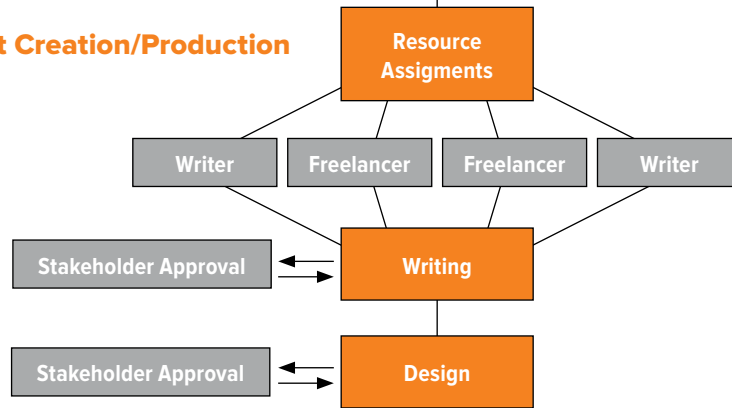 t Creation/Production
Resource
Assigments
Writer
Freelancer
Freelancer
Writer
Stakeholder Approval
Writing
Stakeholder Approval
Design